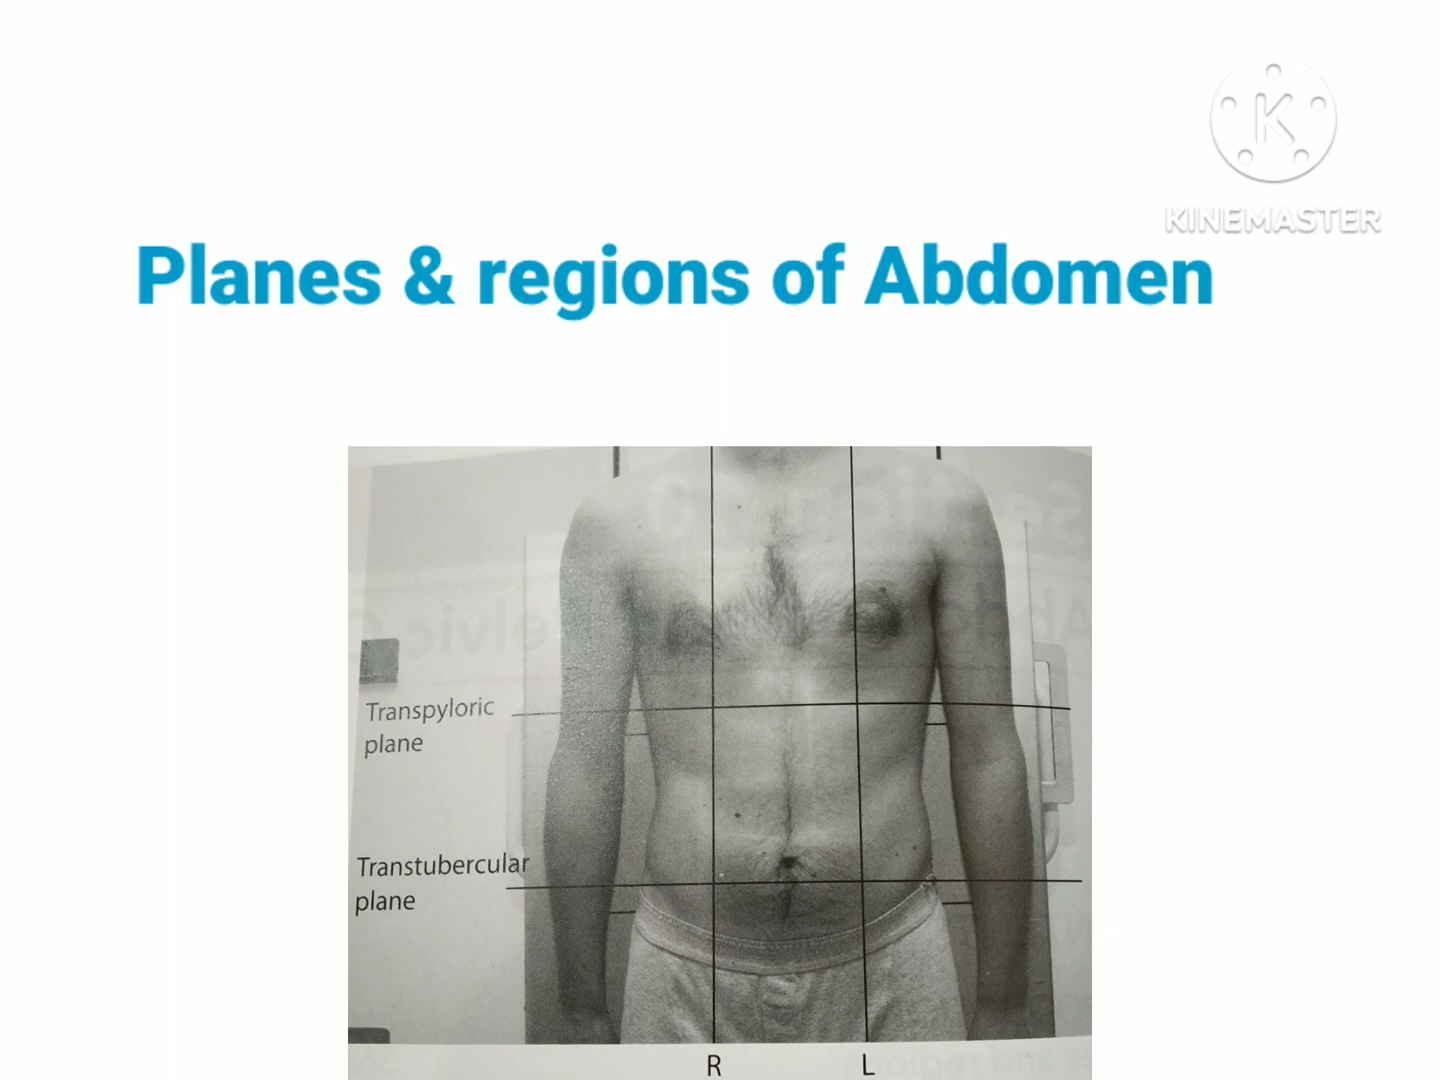 K
KINEMASTER
Planes & regions of Abdomen
Transpyloric
plane
Transtubercular
plane
R L